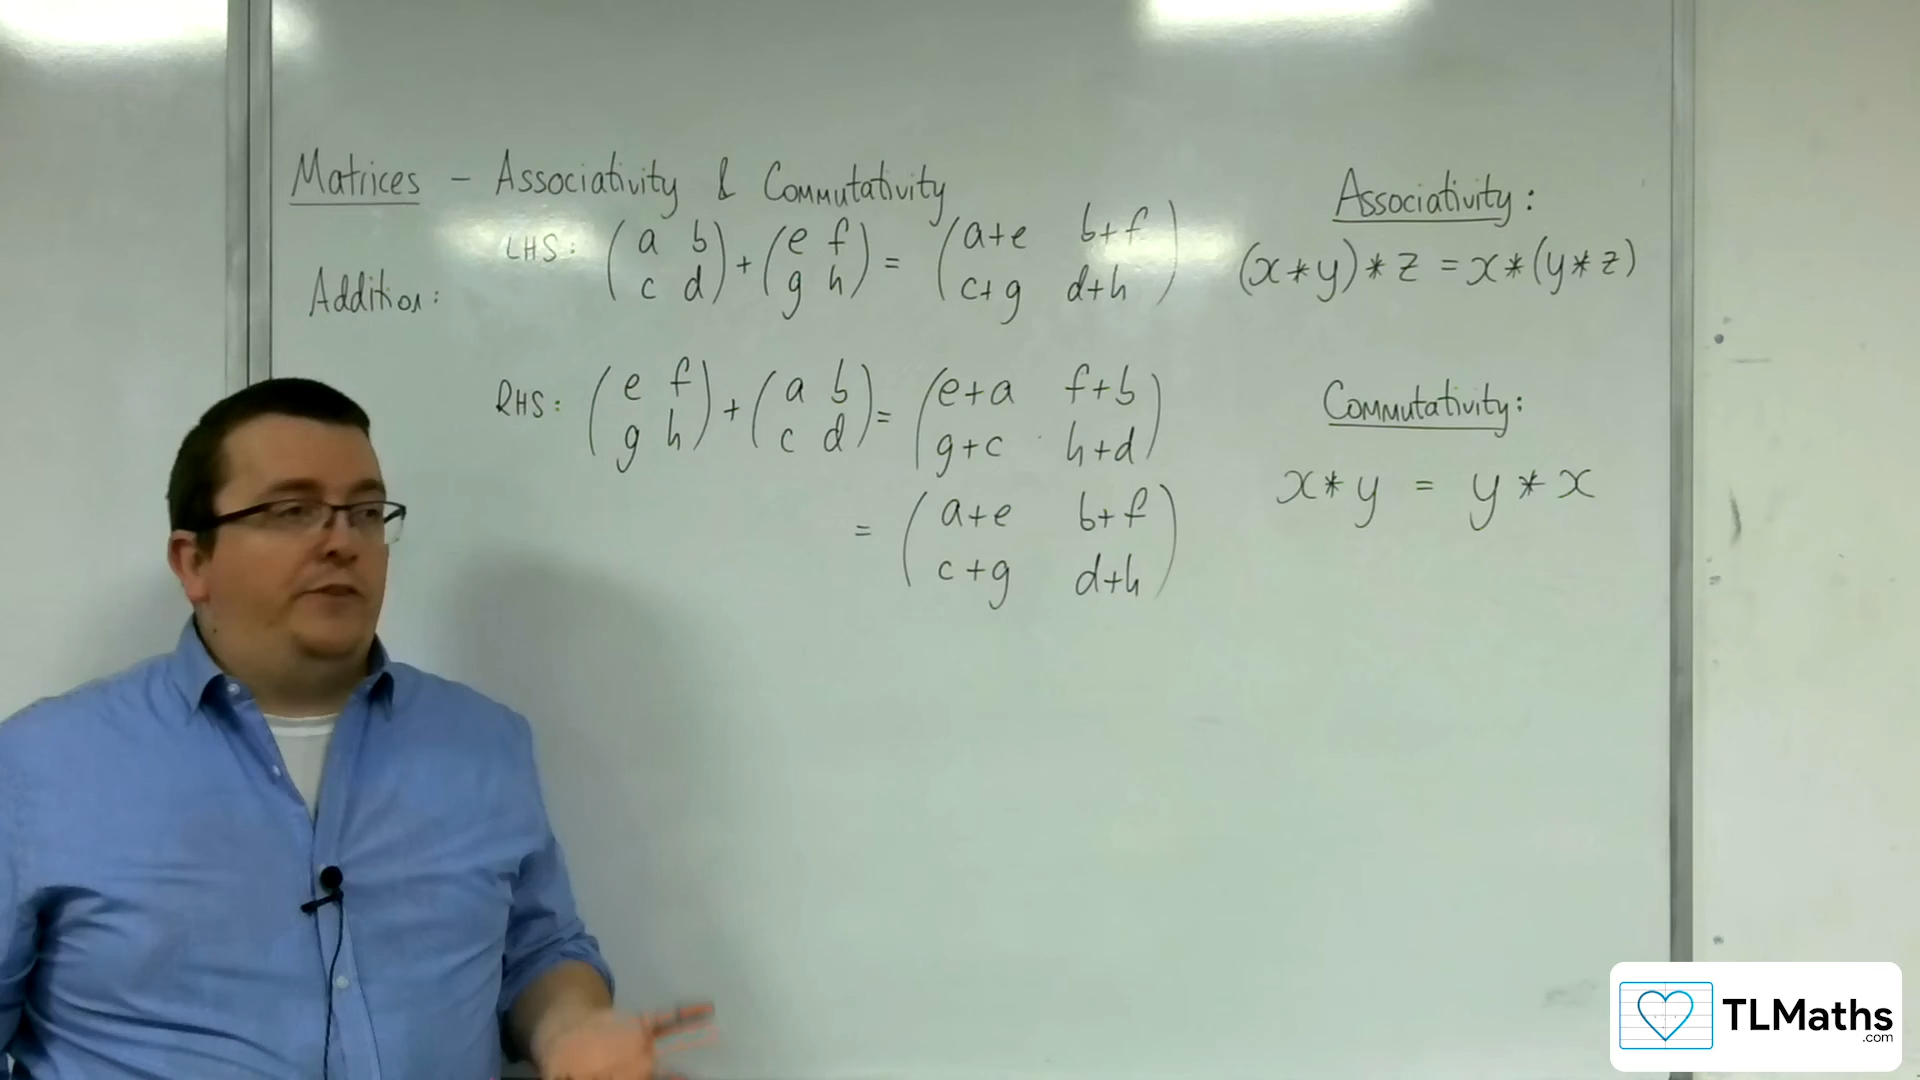 Matrices - Associativity & Commutativity
Addition:
LHS: (a b
c d) + (e f
g h) = (a+e b+f
c+g d+h)
RHS: (e f
g h) + (a b
c d) = (e+a f+b
g+c h+d)
= (a+e b+f
c+g d+h)
Associativity:
(x*y)*z = x*(y*z)
Commutativity:
x*y = y*x
TLMaths
.com